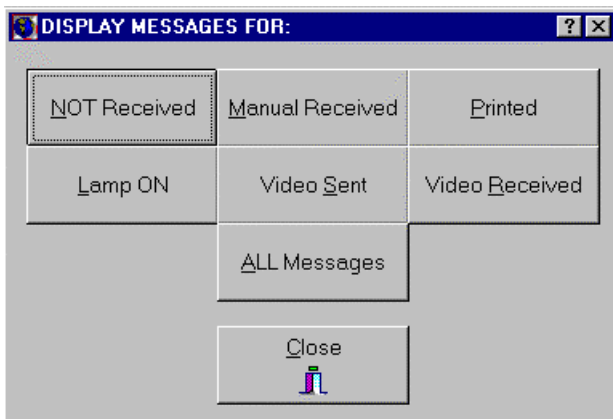 DISPLAY MESSAGES FOR:
NOT Received Manual Received Printed
Lamp ON Video Sent Video Received
ALL Messages
Close